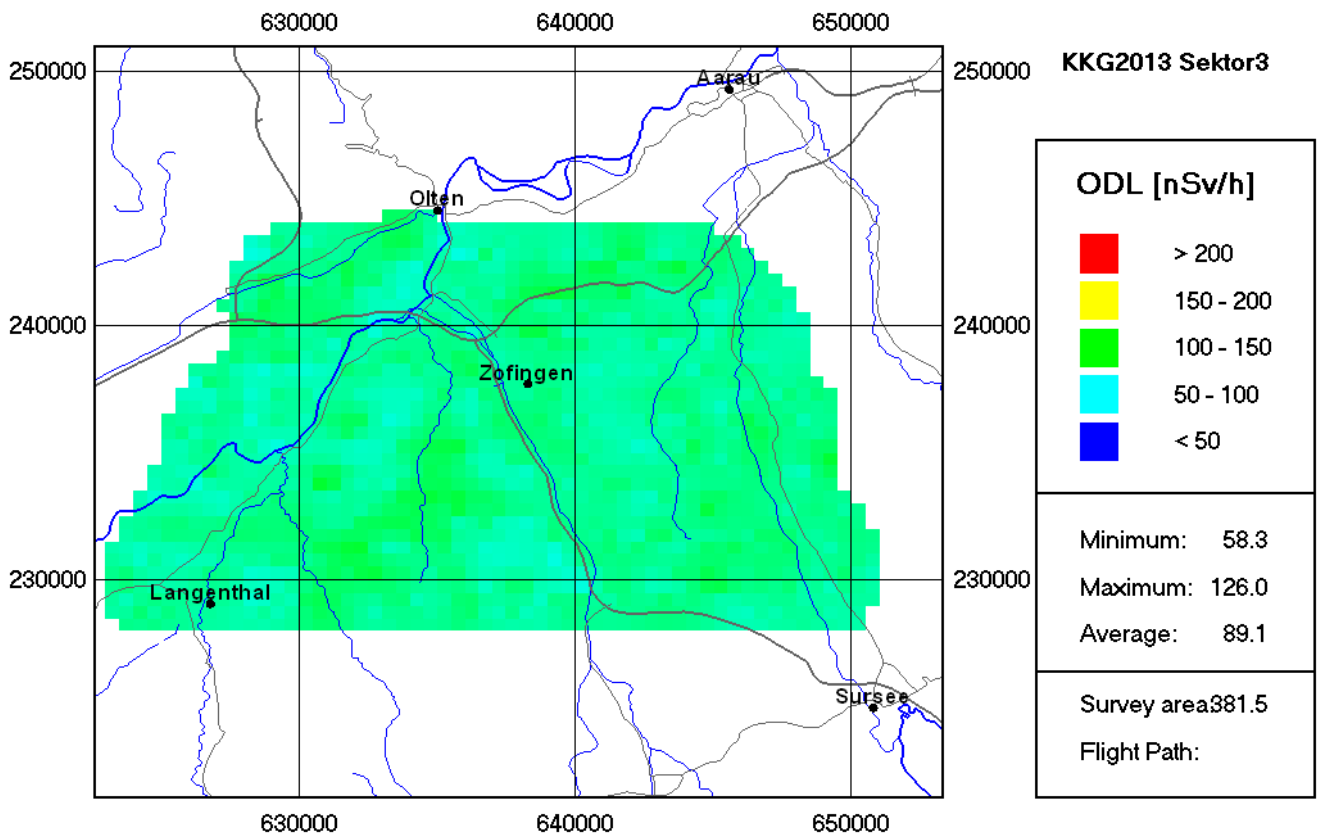 630000 640000 650000
250000 250000
Aarau
Olten
240000 240000
Zofingen
230000 230000
Langenthal
Sursee
630000 640000 650000
KKG2013 Sektor3
ODL [nSv/h]
> 200
150 - 200
100 - 150
50 - 100
< 50
Minimum: 58.3
Maximum: 126.0
Average: 89.1
Survey area381.5
Flight Path: